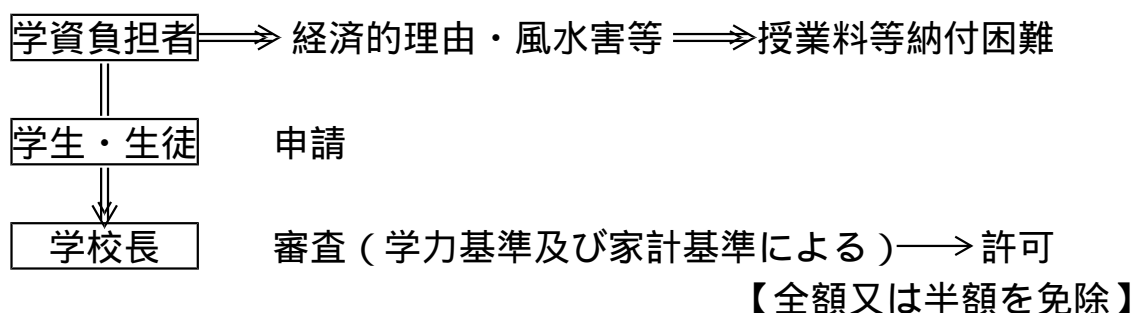 学資負担者 経済的理由・風水害等 授業料等納付困難
学生・生徒 申請
学校長 審査(学力基準及び家計基準による) 許可
【全額又は半額を免除】